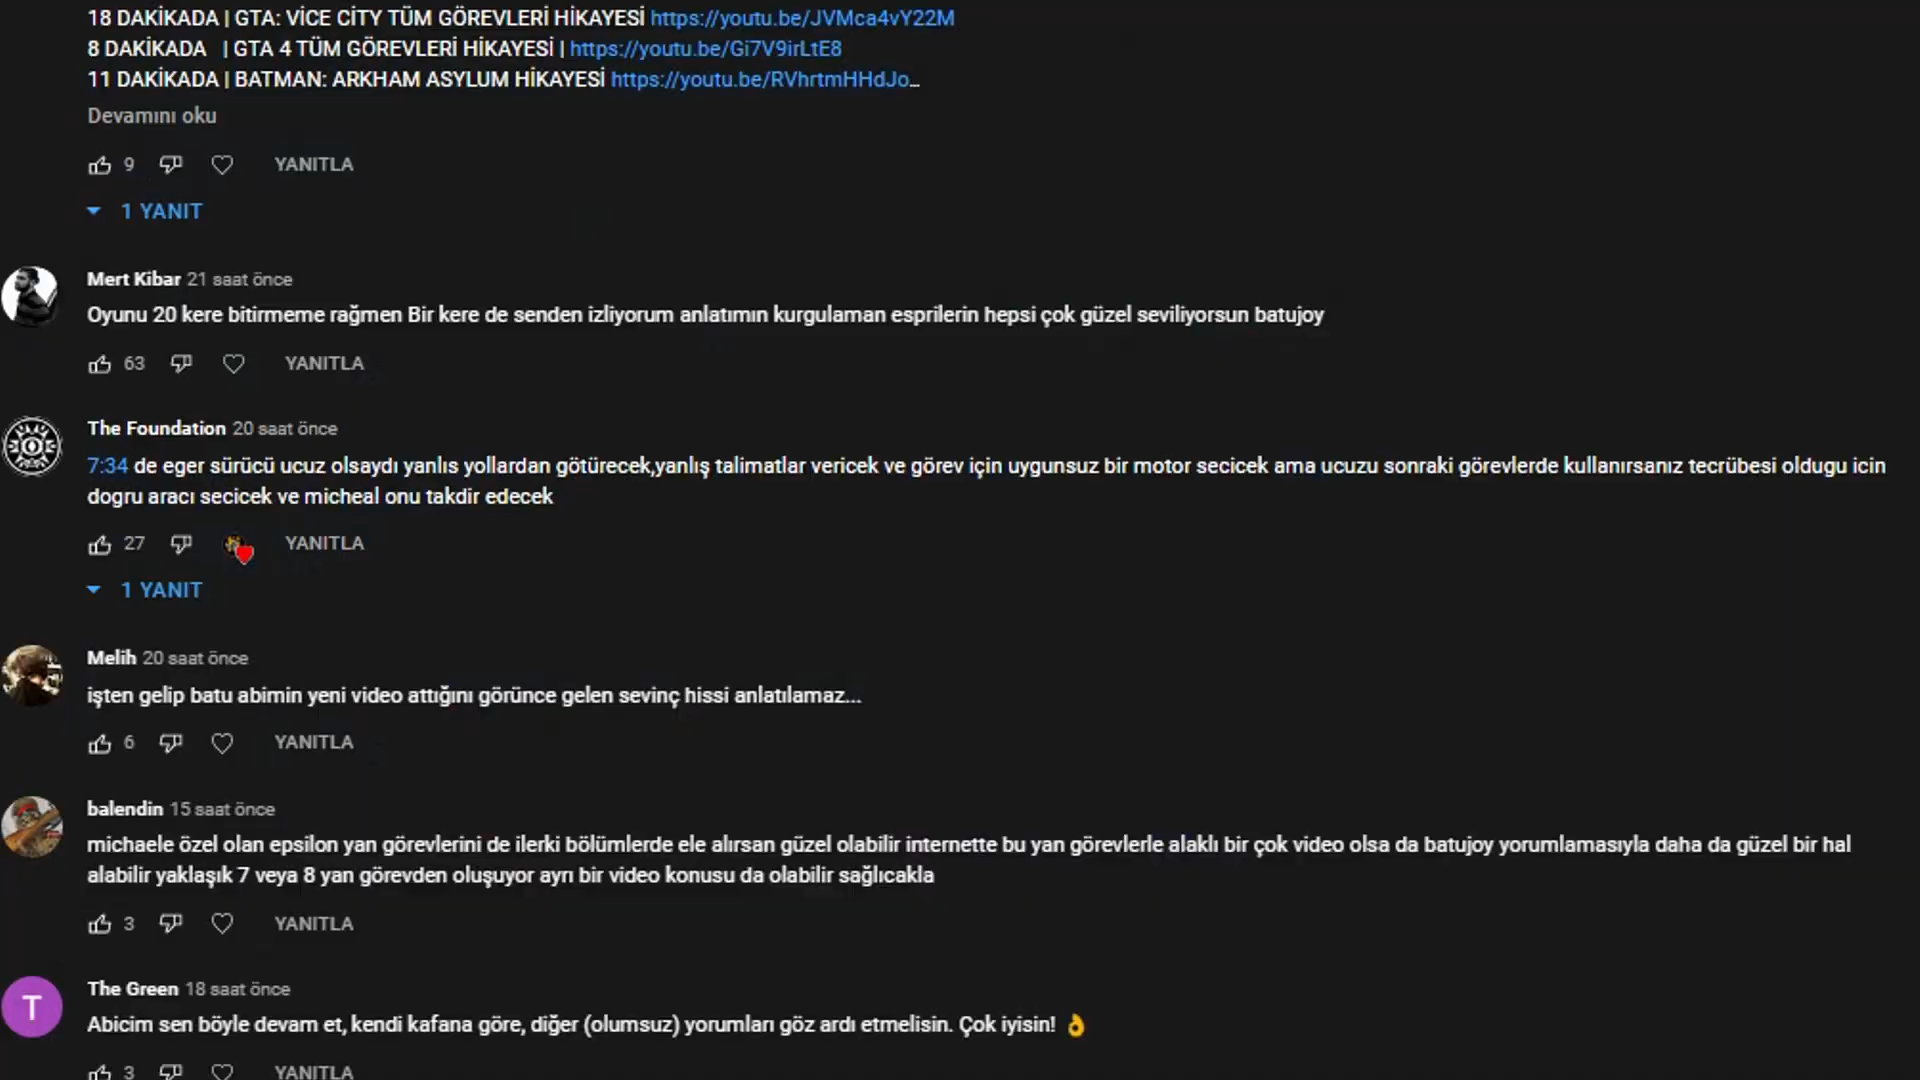 18 DAKİKADA | GTA: VİCE CİTY TÜM GÖREVLERİ HİKAYESİ https://youtu.be/JVMca4vY22M
8 DAKİKADA | GTA 4 TÜM GÖREVLERİ HİKAYESİ | https://youtu.be/Gi7V9irLtE8
11 DAKİKADA | BATMAN: ARKHAM ASYLUM HİKAYESİ https://youtu.be/RVhrtmHHdJo...
Devamını oku
9 YANITLA
1 YANIT
Mert Kibar 21 saat önce
Oyunu 20 kere bitirmeme rağmen Bir kere de senden izliyorum anlatımın kurgulaman esprilerin hepsi çok güzel seviliyorsun batujoy
63 YANITLA
The Foundation 20 saat önce
7:34 de eger sürücü ucuz olsaydı yanlıs yollardan götürecek,yanlış talimatlar vericek ve görev için uygunsuz bir motor secicek ama ucuzu sonraki görevlerde kullanırsanız tecrübesi oldugu icin
dogru aracı secicek ve micheal onu takdir edecek
27 YANITLA
1 YANIT
Melih 20 saat önce
işten gelip batu abimin yeni video attığını görünce gelen sevinç hissi anlatılamaz...
6 YANITLA
balendin 15 saat önce
michaele özel olan epsilon yan görevlerini de ilerki bölümlerde ele alırsan güzel olabilir internette bu yan görevlerle alaklı bir çok video olsa da batujoy yorumlamasıyla daha da güzel bir hal
alabilir yaklaşık 7 veya 8 yan görevden oluşuyor ayrı bir video konusu da olabilir sağlıcakla
3 YANITLA
T
The Green 18 saat önce
Abicim sen böyle devam et, kendi kafana göre, diğer (olumsuz) yorumları göz ardı etmelisin. Çok iyisin! 👌
3 YANITLA